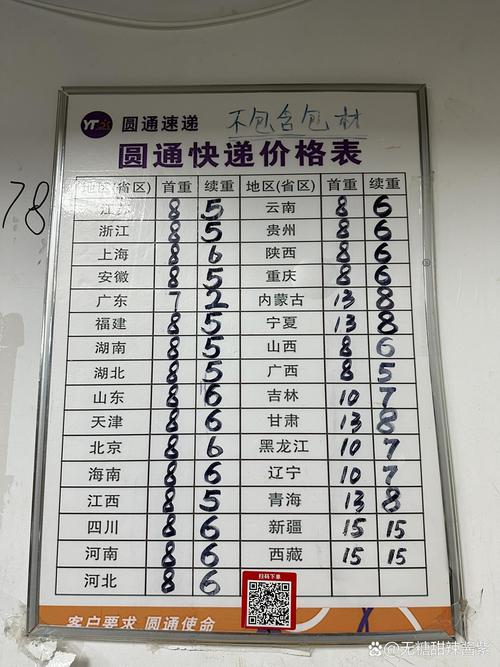 78
YTO 圆通速递 不包含包材
圆通快递价格表
地区(省区) 首重 续重 地区(省区) 首重 续重
江苏 8 5 云南 8 6
浙江 8 5 贵州 8 6
上海 8 6 陕西 8 6
安徽 8 5 重庆 8 6
广东 7 2 内蒙古 13 8
福建 8 5 宁夏 13 8
湖南 8 5 山西 8 6
湖北 8 5 广西 8 5
山东 8 6 吉林 10 7
天津 8 6 甘肃 13 8
北京 8 6 黑龙江 10 7
海南 8 6 辽宁 10 7
江西 8 5 青海 13 8
四川 8 6 新疆 15 15
河南 8 6 西藏 15 15
河北 8 6
扫码下单
客户要求 圆通使命
@无糖甜辣酱紫